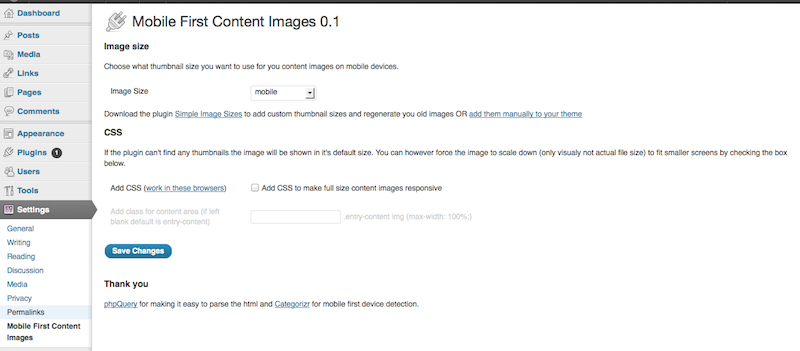 Dashboard
Posts
Media
Links
Pages
Comments
Appearance
Plugins 1
Users
Tools
Settings
General
Writing
Reading
Discussion
Media
Privacy
Permalinks
Mobile First Content
Images
Mobile First Content Images 0.1
Image size
Choose what thumbnail size you want to use for you content images on mobile devices.
Image Size mobile
Download the plugin Simple Image Sizes to add custom thumbnail sizes and regenerate you old images OR add them manually to your theme
CSS
If the plugin can't find any thumbnails the image will be shown in it's default size. You can however force the image to scale down (only visualy not actual file size) to fit smaller screens by checking the box
below.
Add CSS (work in these browsers) Add CSS to make full size content images responsive
Add class for content area (if left
blank default is entry-content) .entry-content img {max-width: 100%;}
Save Changes
Thank you
phpQuery for making it easy to parse the html and Categorizr for mobile first device detection.